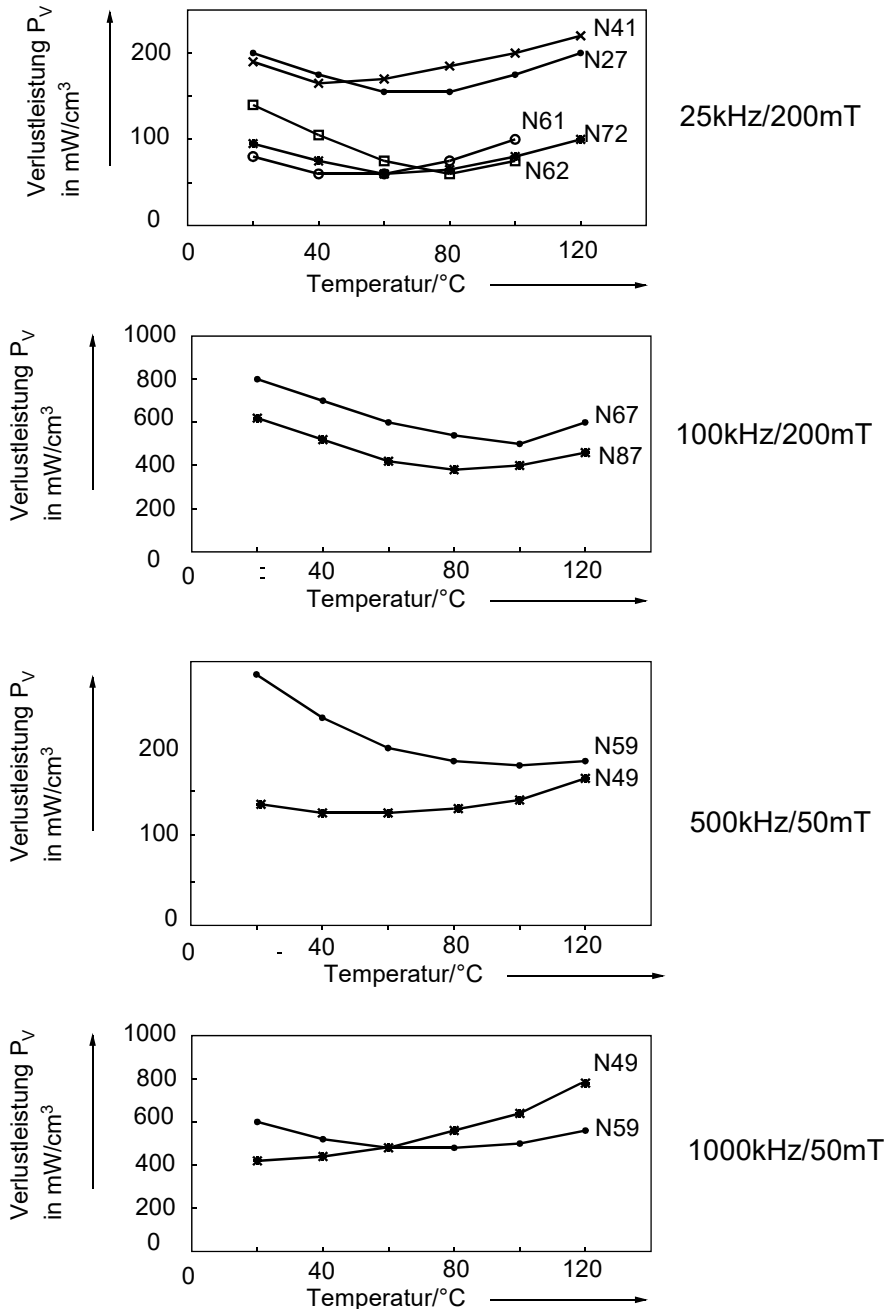 Verlustleistung P_V
in mW/cm³
200
100
0
0
40
80
120
N41
N27
N61
N72
N62
Temperatur/°C
25kHz/200mT
Verlustleistung P_V
in mW/cm³
1000
800
600
400
200
0
0
40
80
120
N67
N87
Temperatur/°C
100kHz/200mT
Verlustleistung P_V
in mW/cm³
200
100
0
0
40
80
120
N59
N49
Temperatur/°C
500kHz/50mT
Verlustleistung P_V
in mW/cm³
1000
800
600
400
200
0
0
40
80
120
N49
N59
Temperatur/°C
1000kHz/50mT